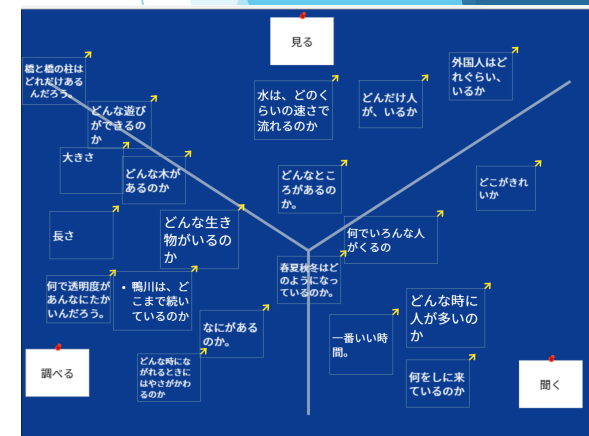 見る
橋と橋の柱は
どれだけある
んだろう。
どんな遊び
ができるの
か
大きさ
どんな木が
あるのか
長さ
どんな生き
物がいるの
か
何で透明度が
あんなにたか
いんだろう。
• 鴨川は、ど
こまで続い
ているのか
なにがある
のか。
どんな時にな
がれるときに
はやさがかわ
るのか
調べる
水は、どのく
らいの速さで
流れるのか
どんだけ人
が、いるか
外国人はど
れぐらい、
いるか
どんなとこ
ろがあるの
か。
どこがきれ
いか
何でいろんな人
がくるの
春夏秋冬はど
のようになっ
ているのか。
どんな時に
人が多いの
か
一番いい時
間。
何をしに来
ているのか
聞く